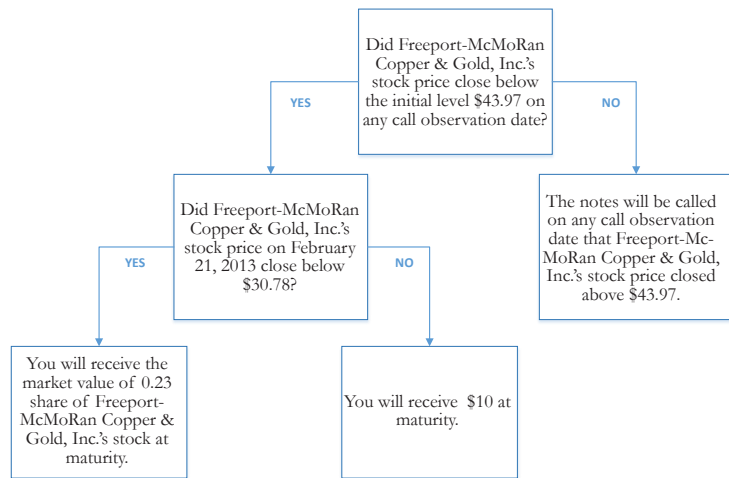 Did Freeport-McMoRan
Copper & Gold, Inc.'s
stock price close below
the initial level $43.97 on
any call observation date?
YES
NO
Did Freeport-McMoRan
Copper & Gold, Inc.'s
stock price on February
21, 2013 close below
$30.78?
The notes will be called
on any call observation
date that Freeport-Mc-
MoRan Copper & Gold,
Inc.'s stock price closed
above $43.97.
YES
NO
You will receive the
market value of 0.23
share of Freeport-
McMoRan Copper &
Gold, Inc.'s stock at
maturity.
You will receive $10 at
maturity.